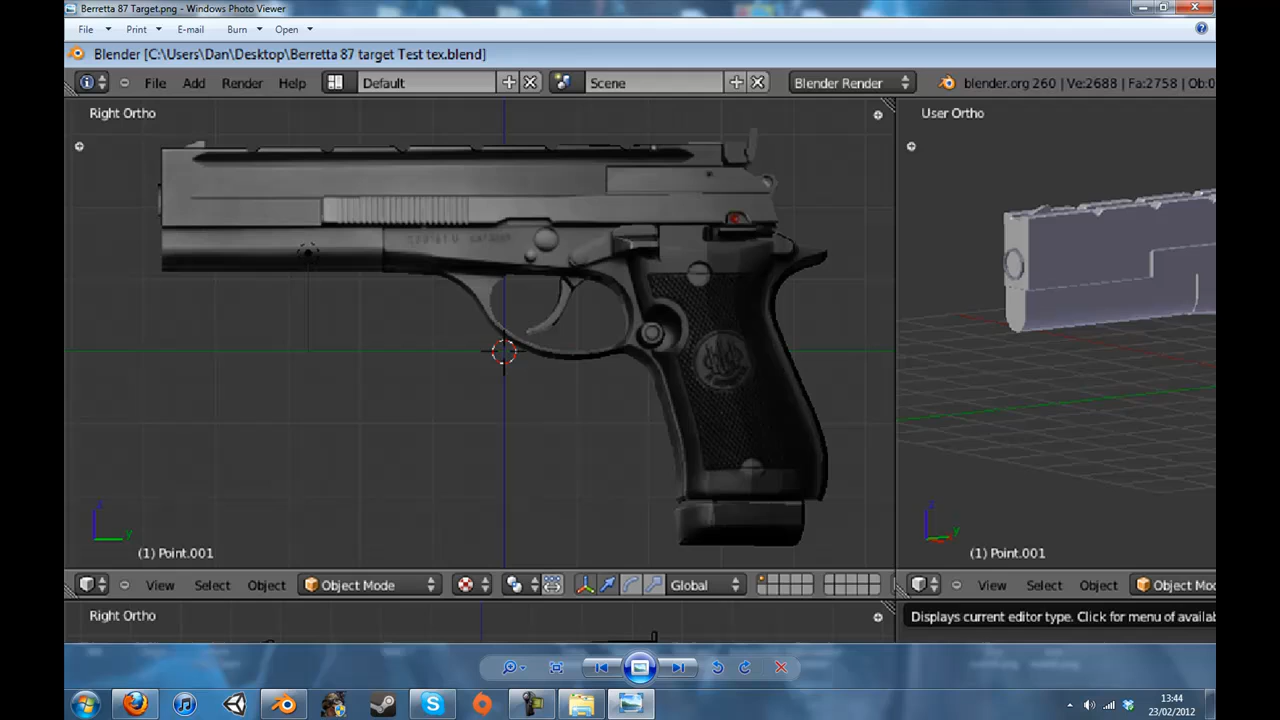 Berretta 87 Target.png - Windows Photo Viewer
File Print E-mail Burn Open
Blender [C:\Users\Dan\Desktop\Berretta 87 target Test tex.blend]
File Add Render Help Default Scene Blender Render blender.org 260 | Ve:2688 | Fa:2758 | Ob:0
Right Ortho User Ortho
z y z y
(1) Point.001 (1) Point.001
View Select Object Object Mode Global View Select Object Object Mo
Right Ortho Displays current editor type. Click for menu of availab
13:44
23/02/2012